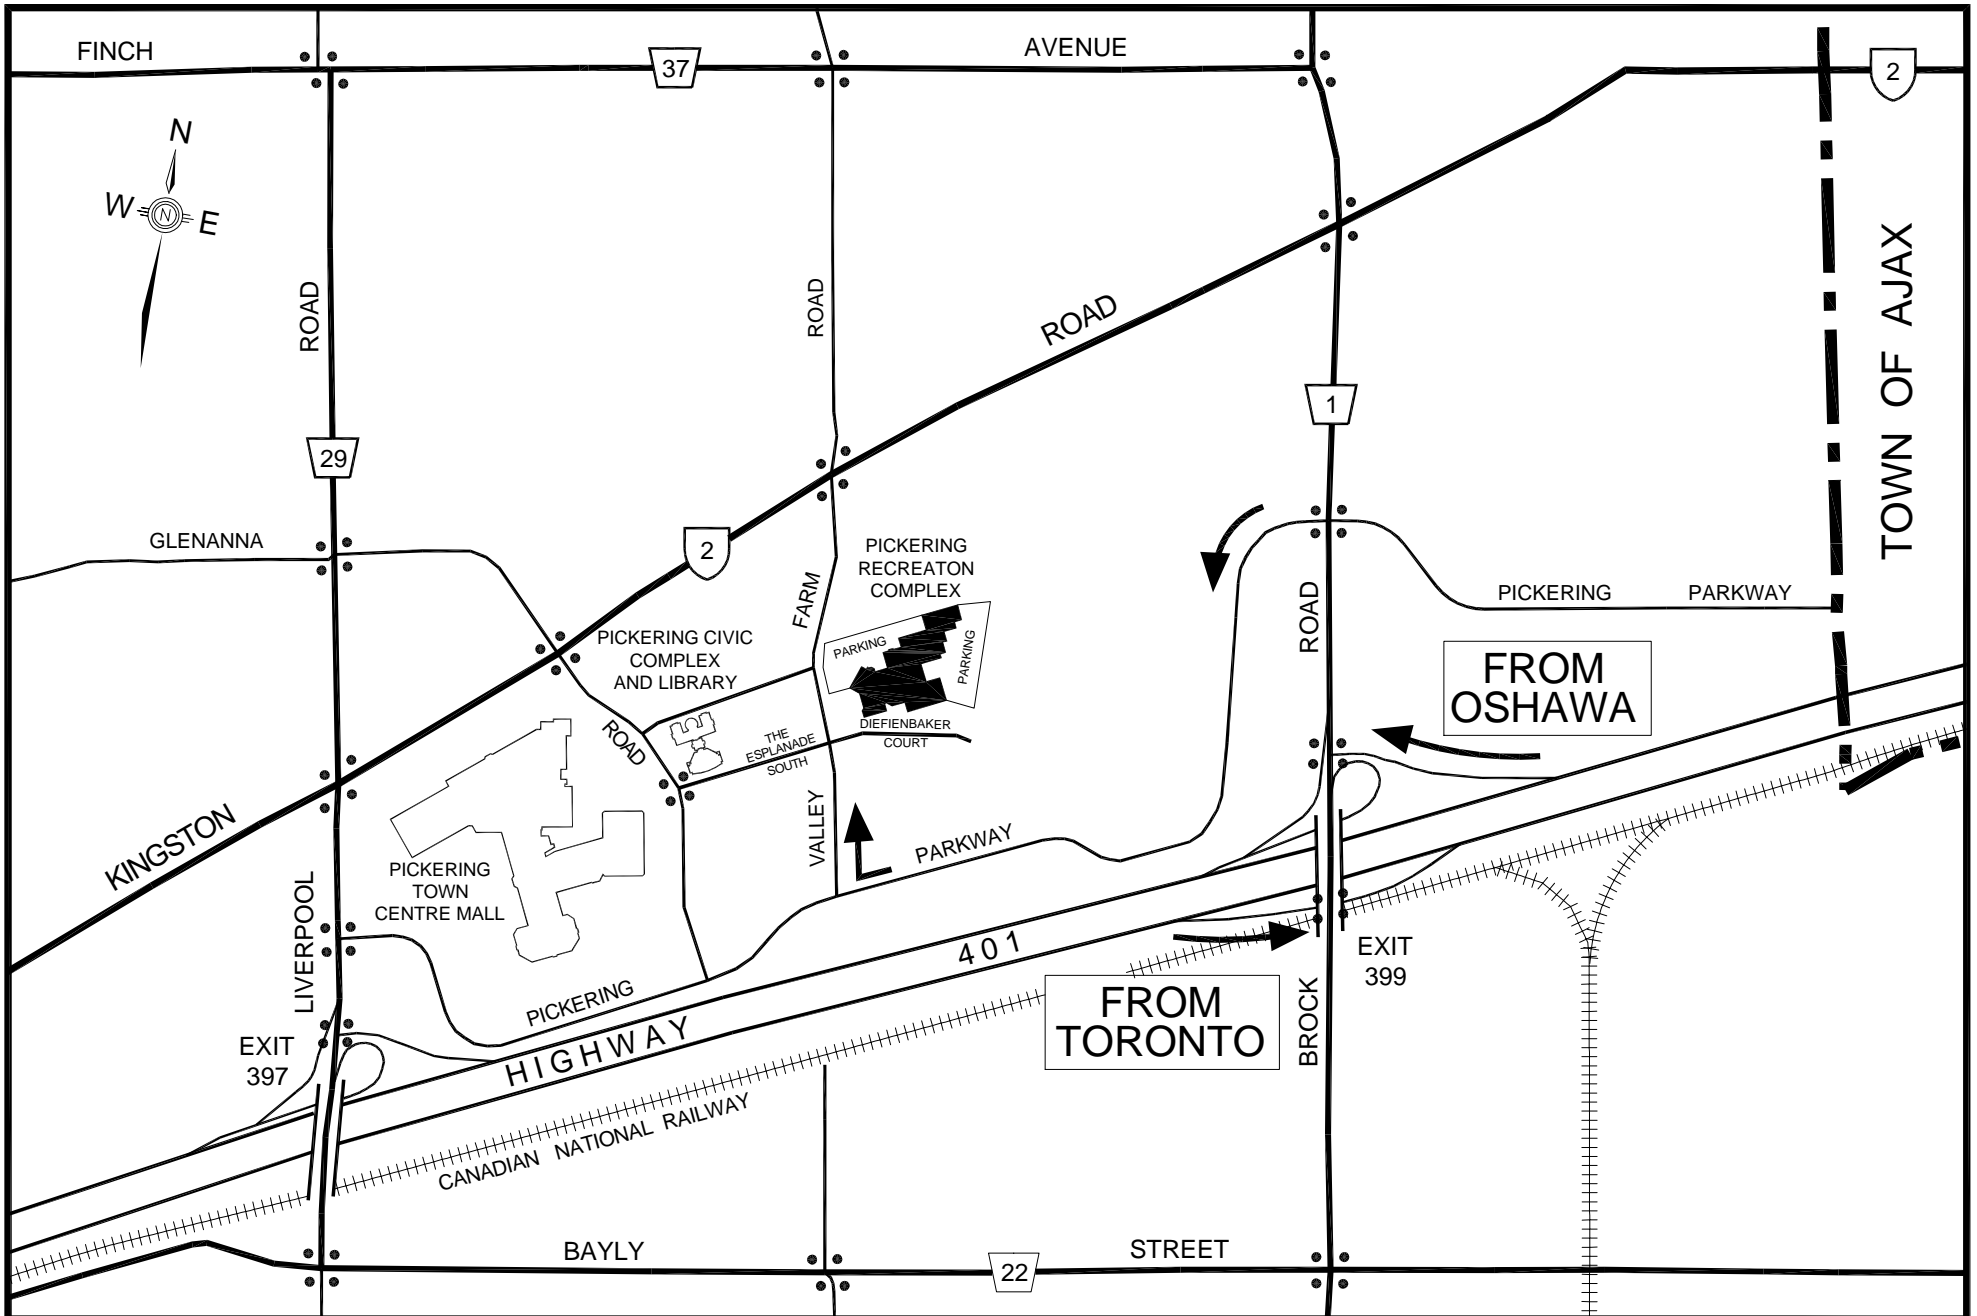 FINCH
37
AVENUE
2
N
W
N
E
ROAD
ROAD
ROAD
TOWN OF AJAX
1
29
GLENANNA
2
PICKERING
RECREATON
COMPLEX
FARM
ROAD
PICKERING PARKWAY
PICKERING CIVIC
COMPLEX
AND LIBRARY
PARKING
PARKING
FROM
OSHAWA
ROAD
THE
ESPLANADE
SOUTH
DIEFIENBAKER
COURT
KINGSTON
VALLEY
PARKWAY
PICKERING
TOWN
CENTRE MALL
LIVERPOOL
PICKERING
HIGHWAY 401
EXIT
399
FROM
TORONTO
BROCK
EXIT
397
CANADIAN NATIONAL RAILWAY
BAYLY
22
STREET